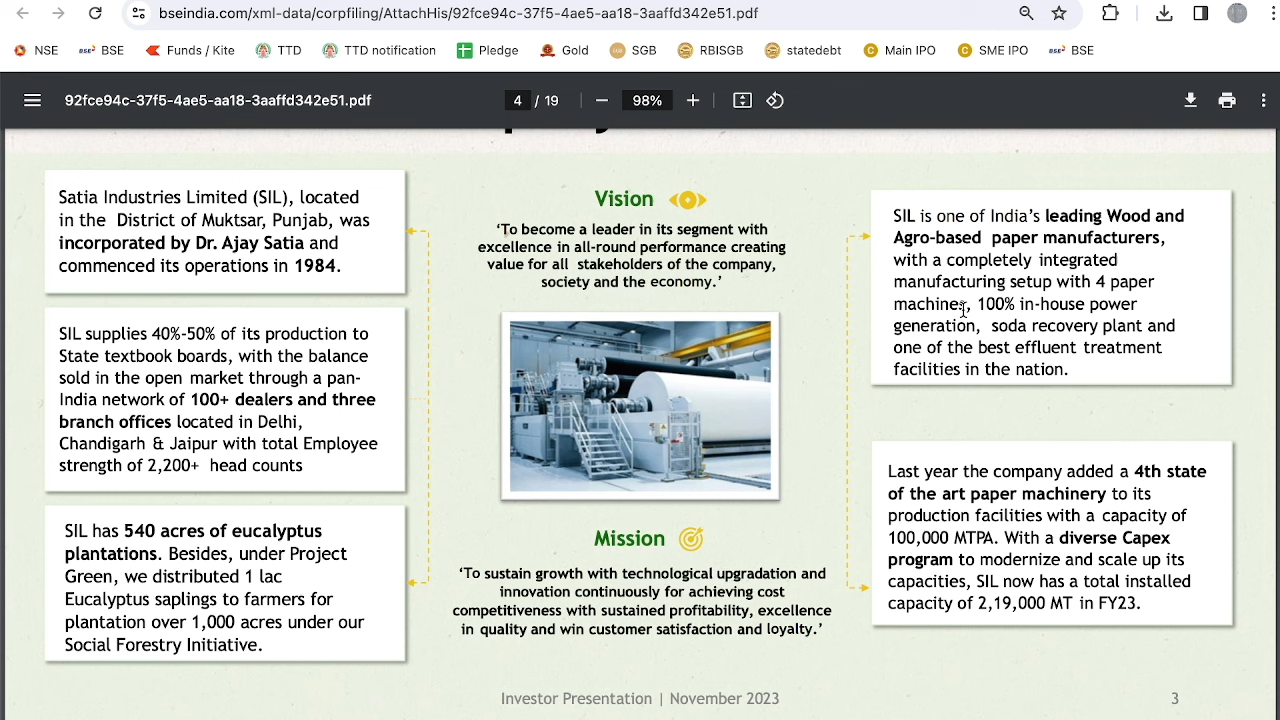 bseindia.com/xml-data/corpfiling/AttachHis/92fce94c-37f5-4ae5-aa18-3aaffd342e51.pdf
NSE BSE BSE Funds / Kite TTD TTD notification Pledge Gold SGB RBISGB statedebt Main IPO SME IPO BSE BSE
92fce94c-37f5-4ae5-aa18-3aaffd342e51.pdf 4 / 19 98%
Satia Industries Limited (SIL), located
in the District of Muktsar, Punjab, was
incorporated by Dr. Ajay Satia and
commenced its operations in 1984.
SIL supplies 40%-50% of its production to
State textbook boards, with the balance
sold in the open market through a pan-
India network of 100+ dealers and three
branch offices located in Delhi,
Chandigarh & Jaipur with total Employee
strength of 2,200+ head counts
SIL has 540 acres of eucalyptus
plantations. Besides, under Project
Green, we distributed 1 lac
Eucalyptus saplings to farmers for
plantation over 1,000 acres under our
Social Forestry Initiative.
Vision
‘To become a leader in its segment with
excellence in all-round performance creating
value for all stakeholders of the company,
society and the economy.’
Mission
‘To sustain growth with technological upgradation and
innovation continuously for achieving cost
competitiveness with sustained profitability, excellence
in quality and win customer satisfaction and loyalty.’
SIL is one of India’s leading Wood and
Agro-based paper manufacturers,
with a completely integrated
manufacturing setup with 4 paper
machines, 100% in-house power
generation, soda recovery plant and
one of the best effluent treatment
facilities in the nation.
Last year the company added a 4th state
of the art paper machinery to its
production facilities with a capacity of
100,000 MTPA. With a diverse Capex
program to modernize and scale up its
capacities, SIL now has a total installed
capacity of 2,19,000 MT in FY23.
Investor Presentation | November 2023
3